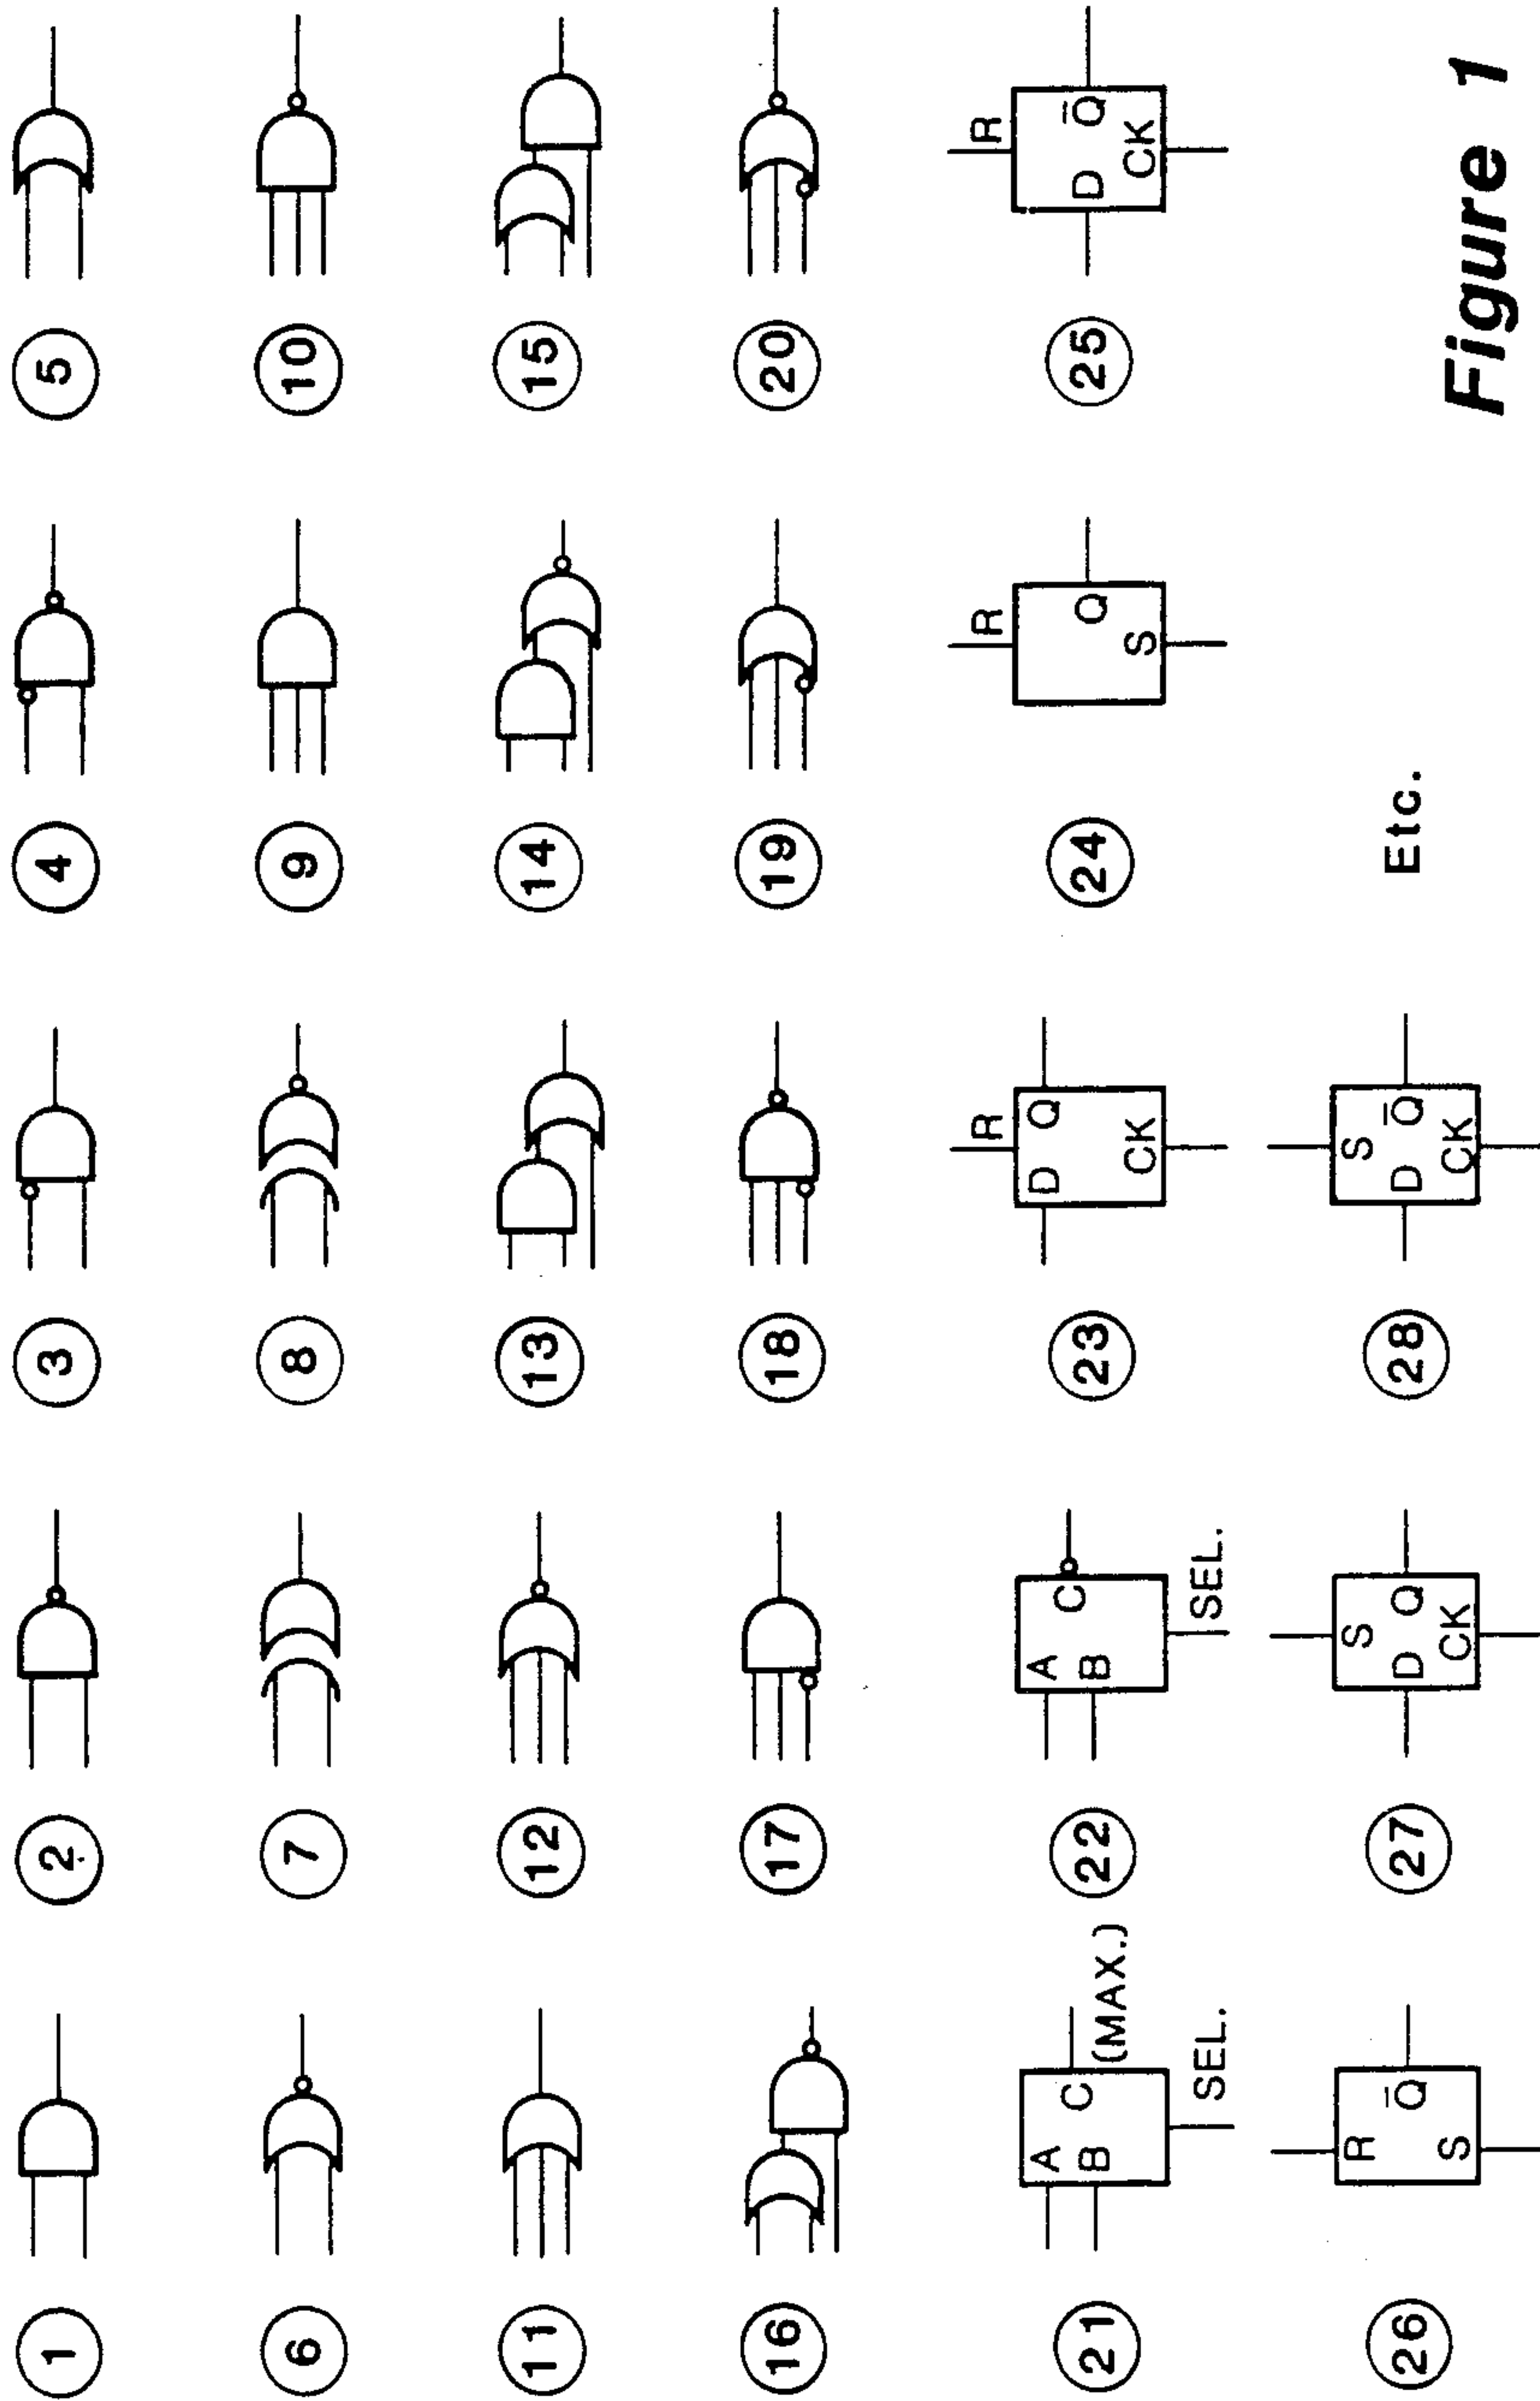 1
2
3
4
5
6
7
8
9
10
11
12
13
14
15
16
17
18
19
20
21
A
B
C
(MAX.)
SEL.
22
A
B
C
SEL.
23
R
D Q
CK
24
R
Q
S
25
R
D Q̅
CK
26
R
Q̅
S
27
S
D Q
CK
28
S
D Q̅
CK
Etc.
Figure 1